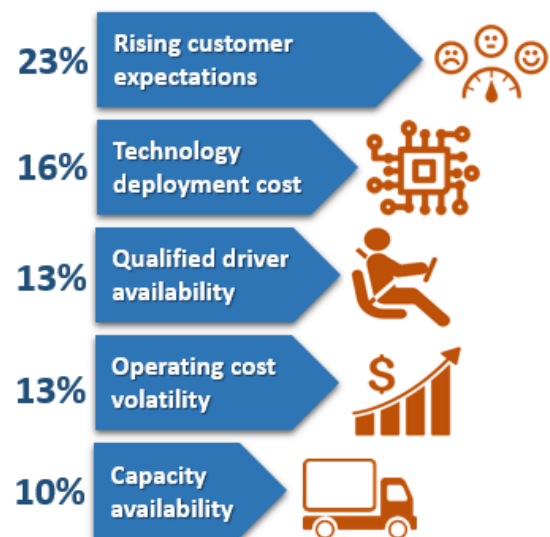 23%
Rising customer
expectations
16%
Technology
deployment cost
13%
Qualified driver
availability
13%
Operating cost
volatility
$
10%
Capacity
availability